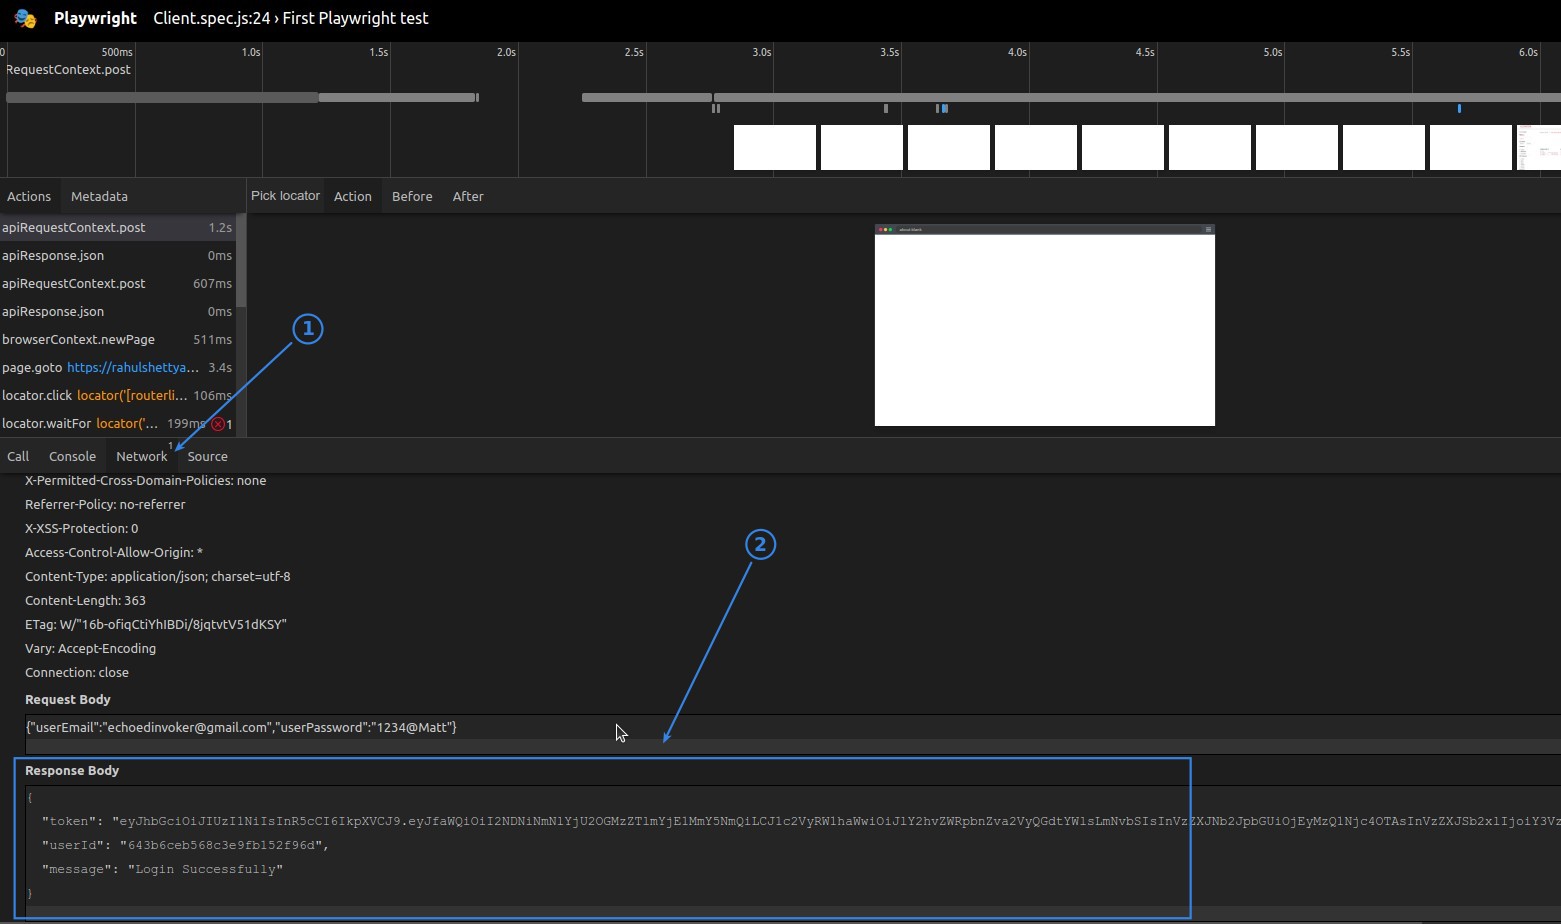 Playwright Client.spec.js:24 › First Playwright test
0 500ms 1.0s 1.5s 2.0s 2.5s 3.0s 3.5s 4.0s 4.5s 5.0s 5.5s 6.0s
RequestContext.post
Actions Metadata Pick locator Action Before After
apiRequestContext.post 1.2s
apiResponse.json 0ms
apiRequestContext.post 607ms
apiResponse.json 0ms
browserContext.newPage 511ms
page.goto https://rahulshettya... 3.4s
locator.click locator('[routerli... 106ms
locator.waitFor locator('... 199ms 1
1
Call Console Network 1 Source
X-Permitted-Cross-Domain-Policies: none
Referrer-Policy: no-referrer
X-XSS-Protection: 0
2
Access-Control-Allow-Origin: *
Content-Type: application/json; charset=utf-8
Content-Length: 363
ETag: W/"16b-ofiqCtiYhIBDi/8jqtvtV51dKSY"
Vary: Accept-Encoding
Connection: close
Request Body
{"userEmail":"echoedinvoker@gmail.com","userPassword":"1234@Matt"}
Response Body
{
"token":
"userId": "643b6ceb568c3e9fb152f96d",
"message": "Login Successfully"
}